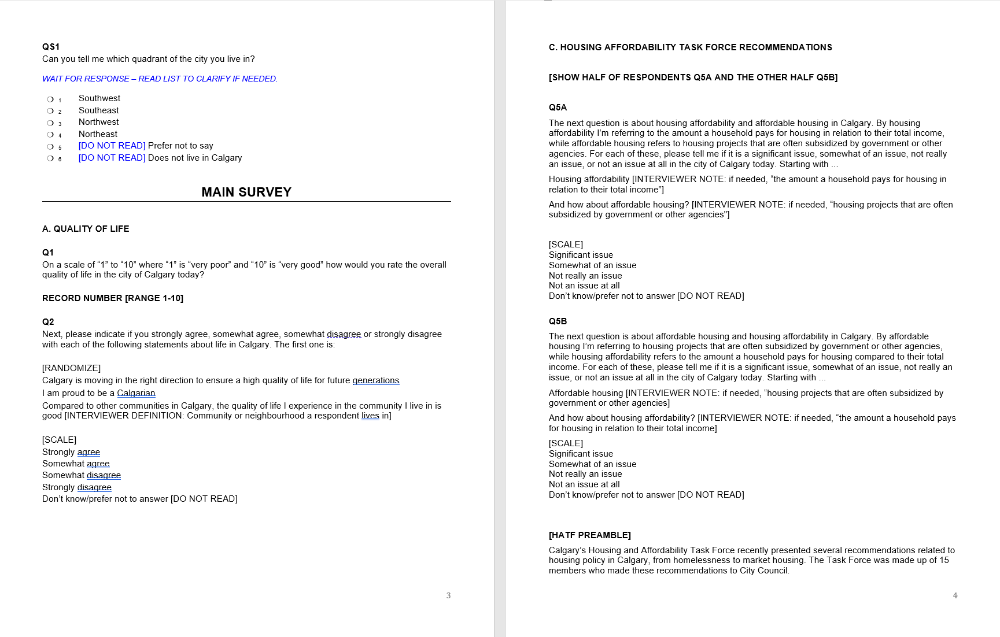 QS1
Can you tell me which quadrant of the city you live in?
WAIT FOR RESPONSE – READ LIST TO CLARIFY IF NEEDED.
❍ 1 Southwest
❍ 2 Southeast
❍ 3 Northwest
❍ 4 Northeast
❍ 5 [DO NOT READ] Prefer not to say
❍ 6 [DO NOT READ] Does not live in Calgary
MAIN SURVEY
A. QUALITY OF LIFE
Q1
On a scale of “1” to “10” where “1” is “very poor” and “10” is “very good” how would you rate the overall
quality of life in the city of Calgary today?
RECORD NUMBER [RANGE 1-10]
Q2
Next, please indicate if you strongly agree, somewhat agree, somewhat disagree or strongly disagree
with each of the following statements about life in Calgary. The first one is:
[RANDOMIZE]
Calgary is moving in the right direction to ensure a high quality of life for future generations
I am proud to be a Calgarian
Compared to other communities in Calgary, the quality of life I experience in the community I live in is
good [INTERVIEWER DEFINITION: Community or neighbourhood a respondent lives in]
[SCALE]
Strongly agree
Somewhat agree
Somewhat disagree
Strongly disagree
Don’t know/prefer not to answer [DO NOT READ]
3
C. HOUSING AFFORDABILITY TASK FORCE RECOMMENDATIONS
[SHOW HALF OF RESPONDENTS Q5A AND THE OTHER HALF Q5B]
Q5A
The next question is about housing affordability and affordable housing in Calgary. By housing
affordability I’m referring to the amount a household pays for housing in relation to their total income,
while affordable housing refers to housing projects that are often subsidized by government or other
agencies. For each of these, please tell me if it is a significant issue, somewhat of an issue, not really
an issue, or not an issue at all in the city of Calgary today. Starting with ...
Housing affordability [INTERVIEWER NOTE: if needed, “the amount a household pays for housing in
relation to their total income”]
And how about affordable housing? [INTERVIEWER NOTE: if needed, “housing projects that are often
subsidized by government or other agencies"]
[SCALE]
Significant issue
Somewhat of an issue
Not really an issue
Not an issue at all
Don’t know/prefer not to answer [DO NOT READ]
Q5B
The next question is about affordable housing and housing affordability in Calgary. By affordable
housing I’m referring to housing projects that are often subsidized by government or other agencies,
while housing affordability refers to the amount a household pays for housing compared to their total
income. For each of these, please tell me if it is a significant issue, somewhat of an issue, not really an
issue, or not an issue at all in the city of Calgary today. Starting with ...
Affordable housing [INTERVIEWER NOTE: if needed, “housing projects that are often subsidized by
government or other agencies]
And how about housing affordability? [INTERVIEWER NOTE: if needed, “the amount a household pays
for housing in relation to their total income]
[SCALE]
Significant issue
Somewhat of an issue
Not really an issue
Not an issue at all
Don’t know/prefer not to answer [DO NOT READ]
[HATF PREAMBLE]
Calgary’s Housing and Affordability Task Force recently presented several recommendations related to
housing policy in Calgary, from homelessness to market housing. The Task Force was made up of 15
members who made these recommendations to City Council.
4